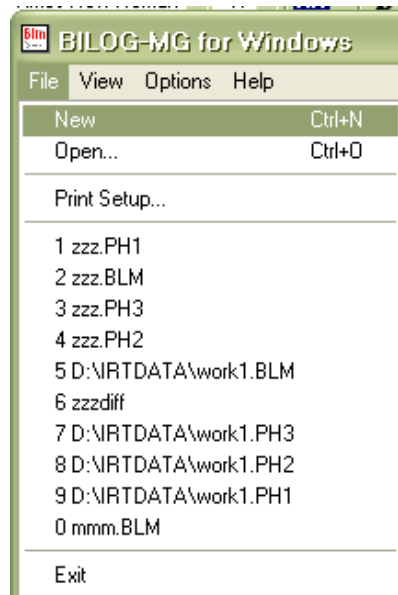 Blm
BILOG-MG for Windows
File View Options Help
New Ctrl+N
Open... Ctrl+O
Print Setup...
1 zzz.PH1
2 zzz.BLM
3 zzz.PH3
4 zzz.PH2
5 D:\IRTDATA\work1.BLM
6 zzzdiff
7 D:\IRTDATA\work1.PH3
8 D:\IRTDATA\work1.PH2
9 D:\IRTDATA\work1.PH1
0 mmm.BLM
Exit